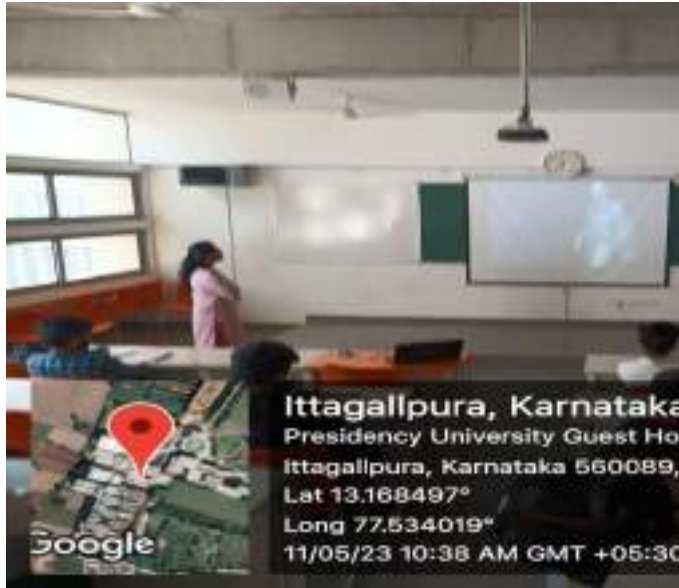 Ittagallpura, Karnataka
Presidency University Guest Ho
Ittagallpura, Karnataka 560089,
Lat 13.168497°
Long 77.534019°
11/05/23 10:38 AM GMT +05:30
Google